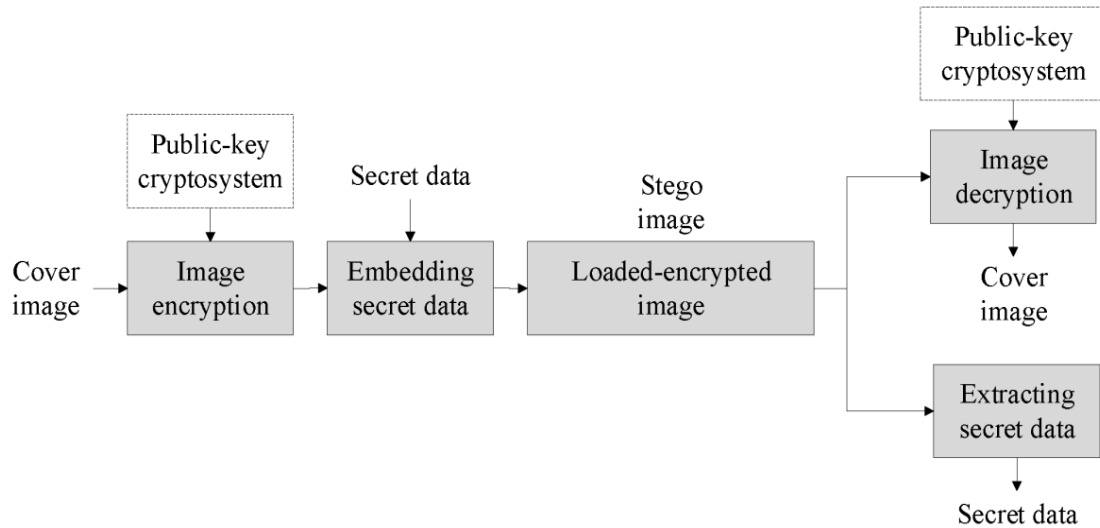 Public-key
cryptosystem
Public-key
cryptosystem
Secret data
Stego
image
Image
decryption
Cover
image
Image
encryption
Embedding
secret data
Loaded-encrypted
image
Cover
image
Extracting
secret data
Secret data